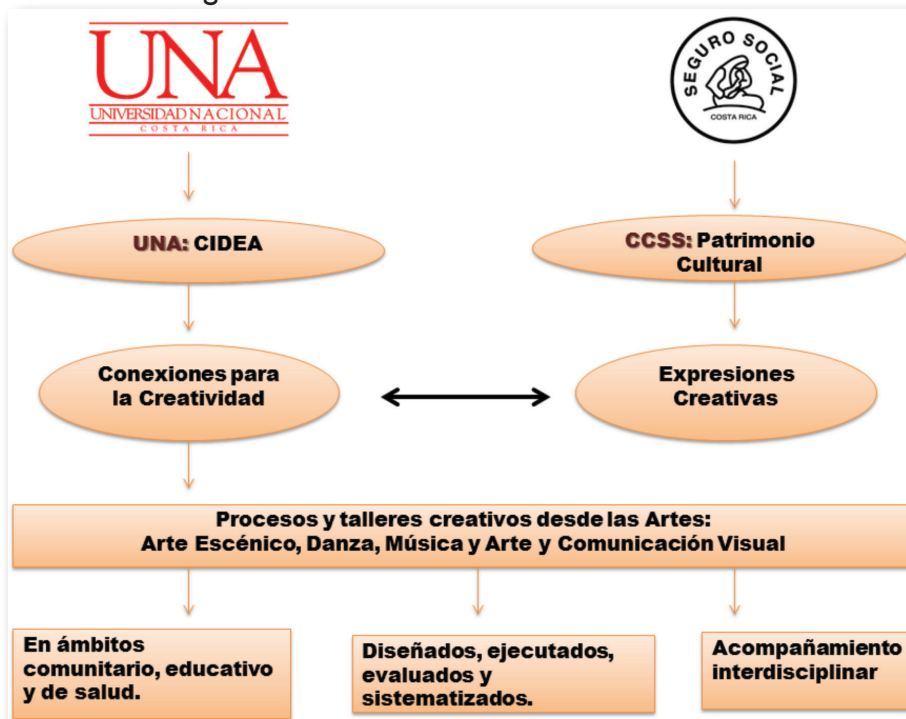 UNA
UNIVERSIDAD NACIONAL
COSTA RICA
SEGURO SOCIAL
COSTA RICA
UNA: CIDEA
CCSS: Patrimonio
Cultural
Conexiones para
la Creatividad
Expresiones
Creativas
Procesos y talleres creativos desde las Artes:
Arte Escénico, Danza, Música y Arte y Comunicación Visual
En ámbitos
comunitario, educativo
y de salud.
Diseñados, ejecutados,
evaluados y
sistematizados.
Acompañamiento
interdisciplinar